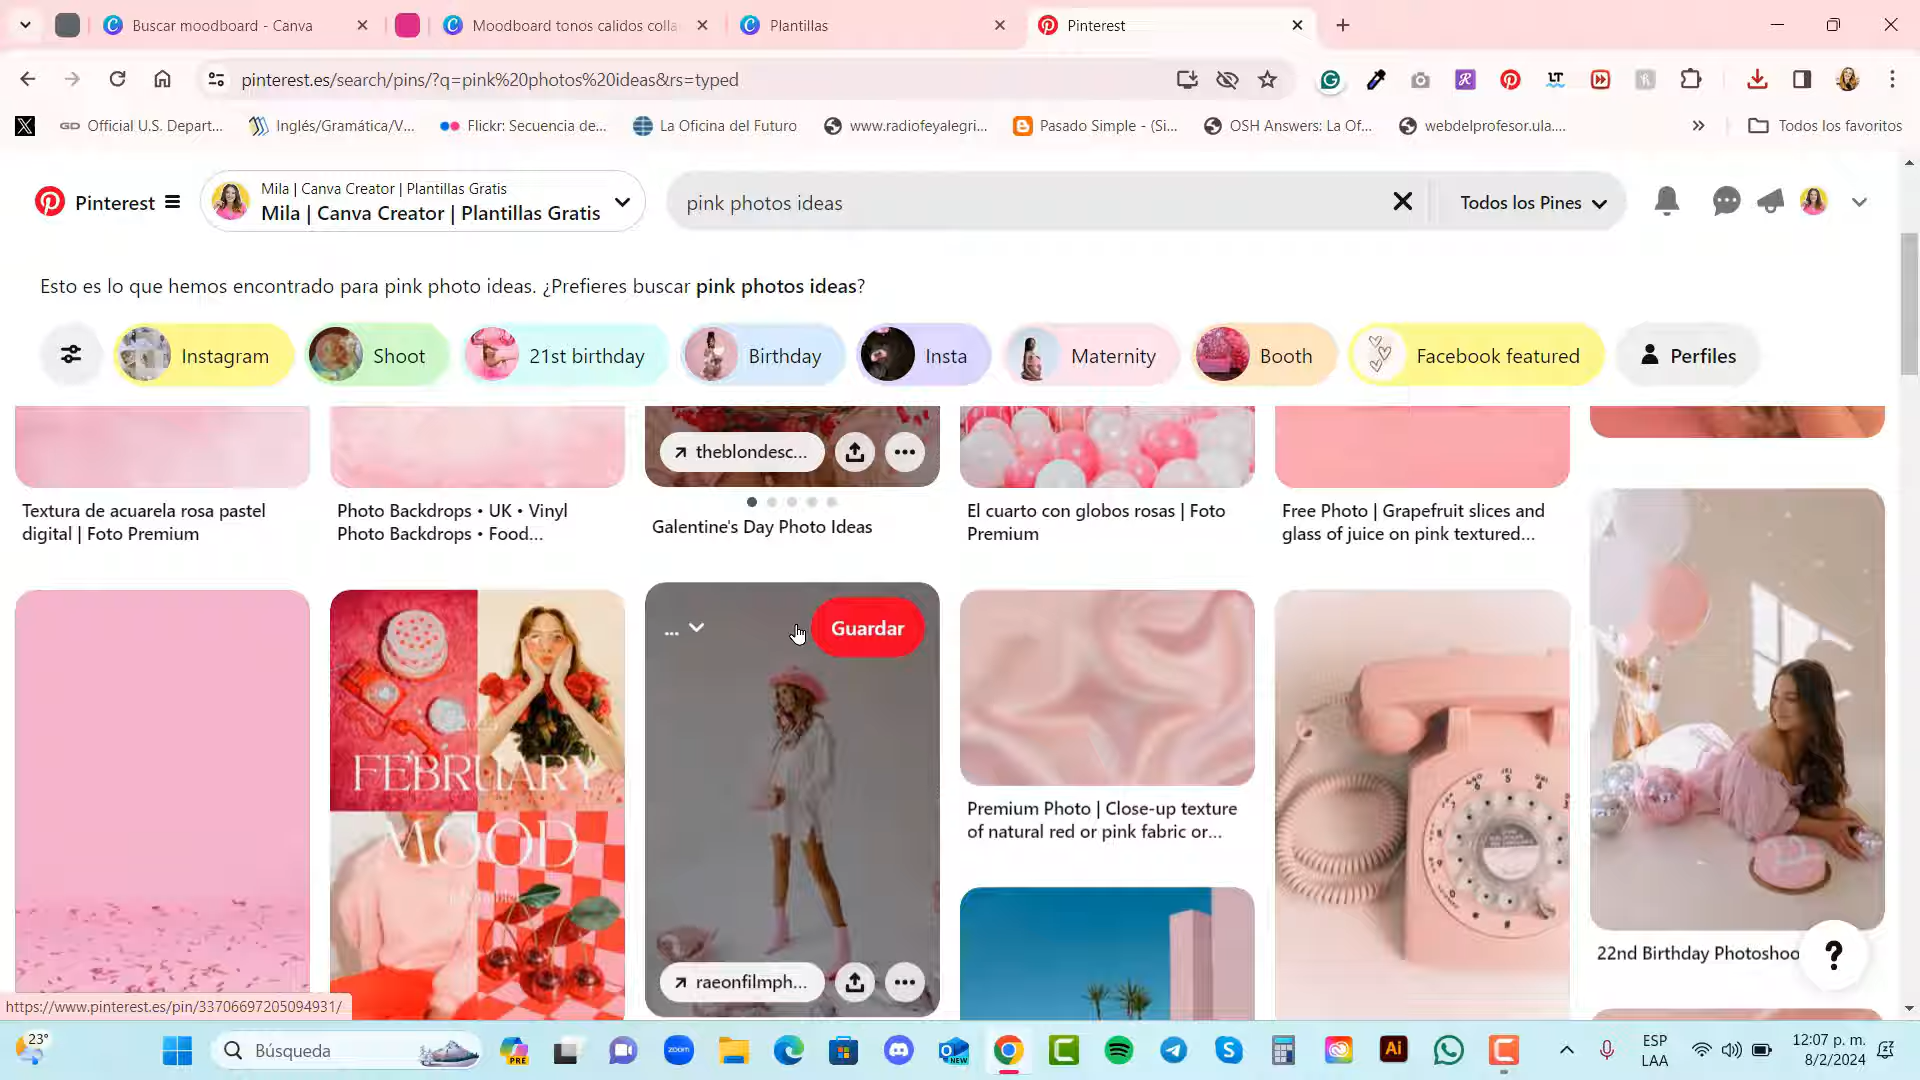 Buscar moodboard - Canva
Moodboard tonos calidos colla
Plantillas
Pinterest
pinterest.es/search/pins/?q=pink%20photos%20ideas&rs=typed
GD Official U.S. Depart...
Inglés/Gramática/V...
Flickr: Secuencia de...
La Oficina del Futuro
www.radiofeyalegri...
Pasado Simple - (Si...
OSH Answers: La Of...
webdelprofesor.ula....
Todos los favoritos
Pinterest
Mila | Canva Creator | Plantillas Gratis
Mila | Canva Creator | Plantillas Gratis
pink photos ideas
Todos los Pines
Esto es lo que hemos encontrado para pink photo ideas. ¿Prefieres buscar pink photos ideas?
Instagram
Shoot
21st birthday
Birthday
Insta
Maternity
Booth
Facebook featured
Perfiles
theblondesc...
Textura de acuarela rosa pastel
digital | Foto Premium
Photo Backdrops • UK • Vinyl
Photo Backdrops • Food...
Galentine's Day Photo Ideas
El cuarto con globos rosas | Foto
Premium
Free Photo | Grapefruit slices and
glass of juice on pink textured...
FEBRUARY
MOOD
...
Guardar
raeonfilmph...
Premium Photo | Close-up texture
of natural red or pink fabric or...
22nd Birthday Photoshoo
?
https://www.pinterest.es/pin/33706697205094931/
23°
Búsqueda
PRE
zoom
NEW
Ai
ESP
LAA
12:07 p. m.
8/2/2024